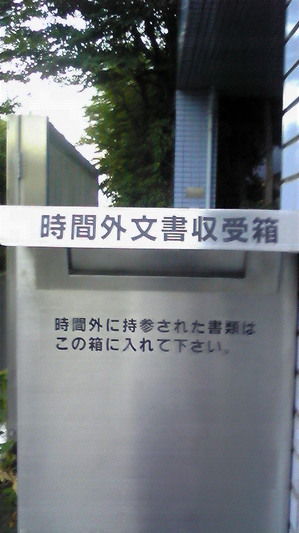 時間外文書収受箱
時間外に持参された書類は
この箱に入れて下さい。